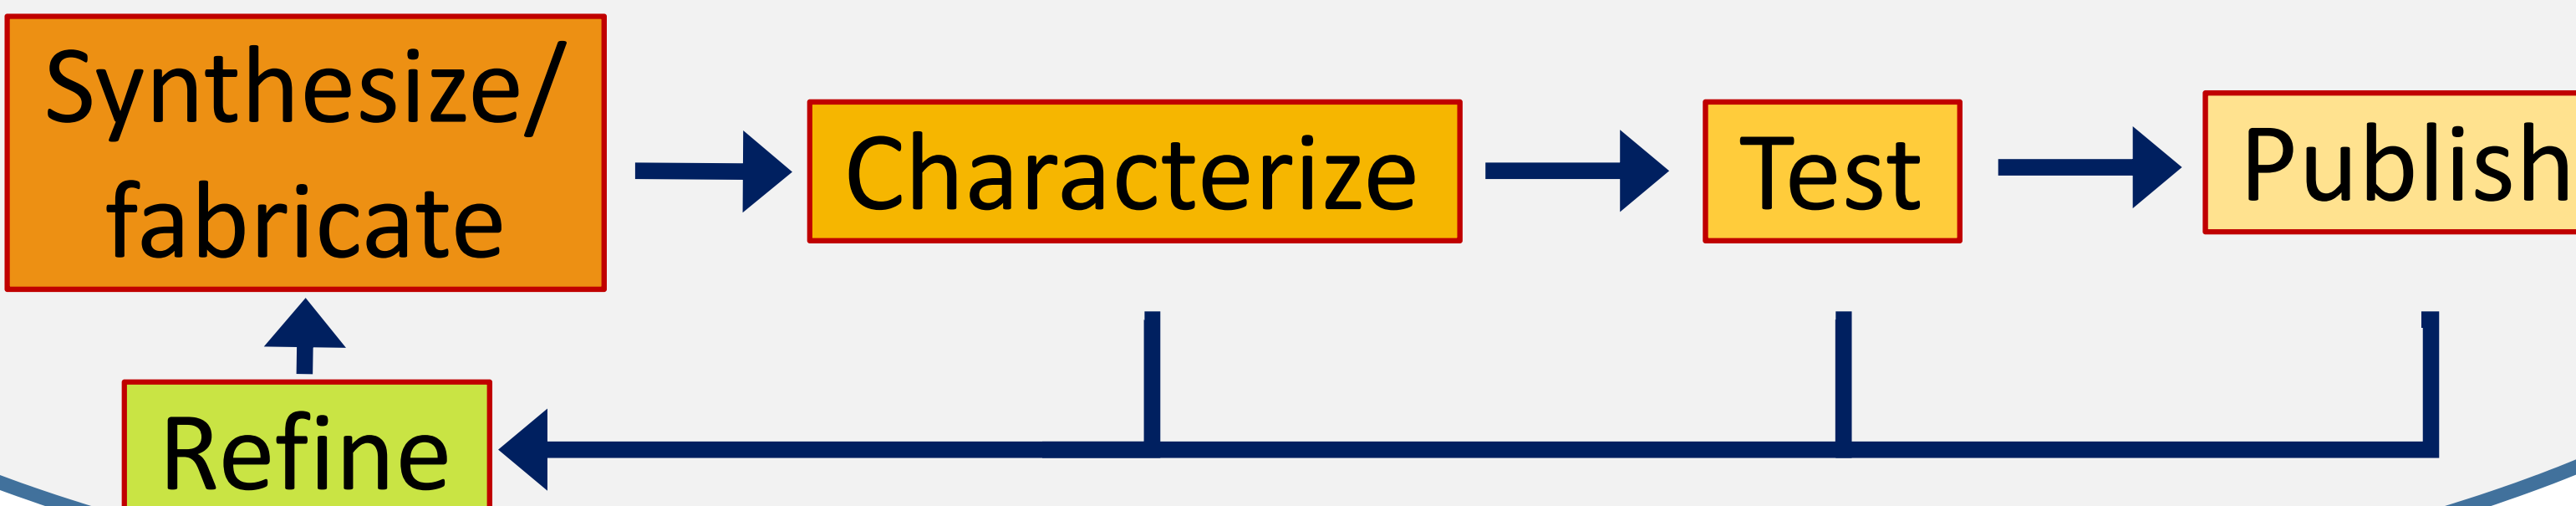 Synthesize/
fabricate
Characterize
Test
Publish
Refine